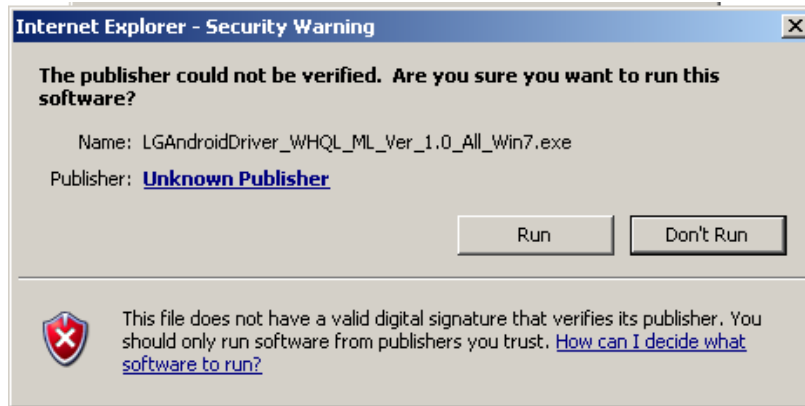 Internet Explorer - Security Warning
The publisher could not be verified.  Are you sure you want to run this
software?
Name: LGAndroidDriver_WHQL_ML_Ver_1.0_All_Win7.exe
Publisher: Unknown Publisher
Run Don't Run
This file does not have a valid digital signature that verifies its publisher. You
should only run software from publishers you trust. How can I decide what
software to run?